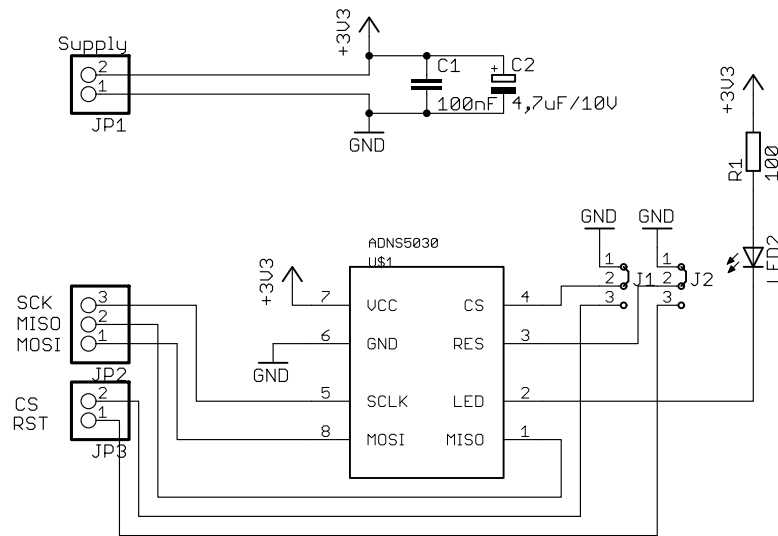 Supply
2
1
JP1
+3V3
C1
100nF
+
C2
4,7uF/10V
GND
+3V3
R1
100
LED2
GND
GND
1
2
3
J1
1
2
3
J2
ADNS5030
U$1
+3V3
GND
7 VCC CS 4
6 GND RES 3
5 SCLK LED 2
8 MOSI MISO 1
SCK 3
MISO 2
MOSI 1
JP2
CS 2
RST 1
JP3